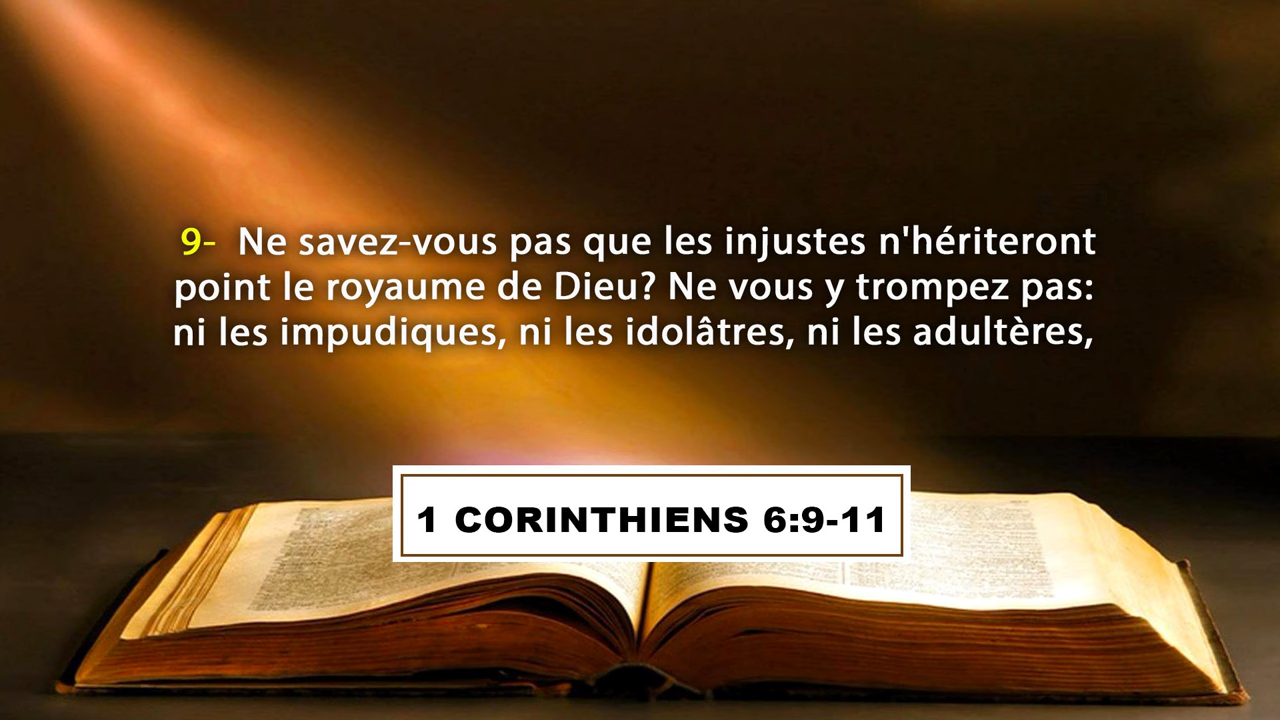 9- Ne savez-vous pas que les injustes n'hériteront
point le royaume de Dieu? Ne vous y trompez pas:
ni les impudiques, ni les idolâtres, ni les adultères,
1 CORINTHIENS 6:9-11